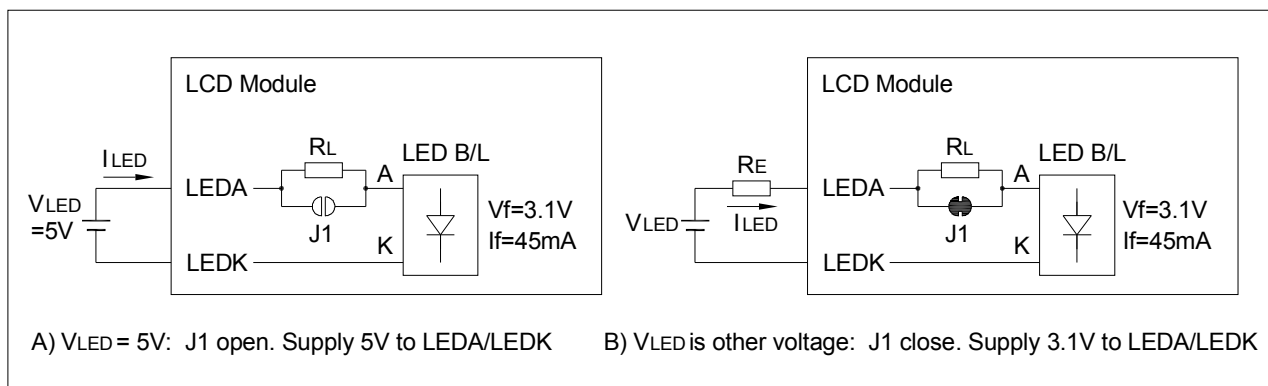 LCD Module
RL
LED B/L
ILED
A
LEDA
VLED
=5V
J1
Vf=3.1V
If=45mA
K
LEDK
A) VLED = 5V: J1 open. Supply 5V to LEDA/LEDK
LCD Module
RL
LED B/L
RE
A
LEDA
VLED
ILED
J1
Vf=3.1V
If=45mA
K
LEDK
B) VLED is other voltage: J1 close. Supply 3.1V to LEDA/LEDK